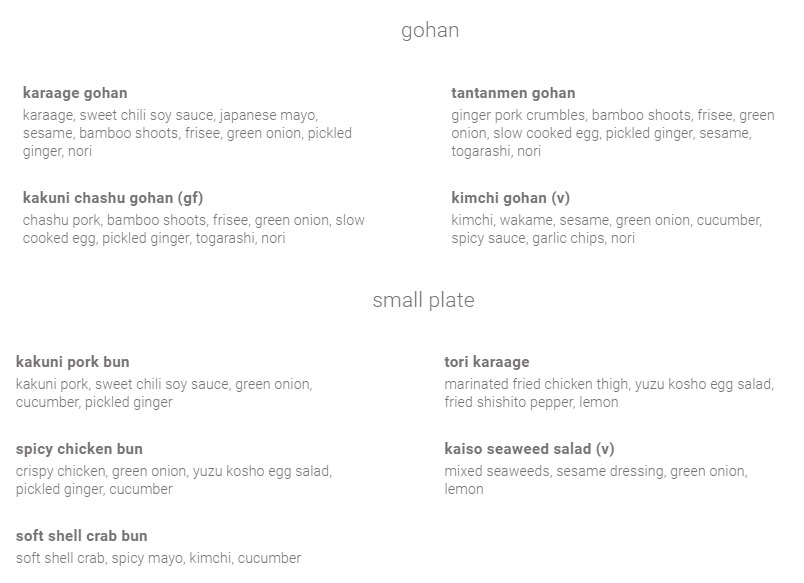 gohan
karaage gohan
karaage, sweet chili soy sauce, japanese mayo,
sesame, bamboo shoots, frisee, green onion, pickled
ginger, nori
tantanmen gohan
ginger pork crumbles, bamboo shoots, frisee, green
onion, slow cooked egg, pickled ginger, sesame,
togarashi, nori
kakuni chashu gohan (gf)
chashu pork, bamboo shoots, frisee, green onion, slow
cooked egg, pickled ginger, togarashi, nori
kimchi gohan (v)
kimchi, wakame, sesame, green onion, cucumber,
spicy sauce, garlic chips, nori
small plate
kakuni pork bun
kakuni pork, sweet chili soy sauce, green onion,
cucumber, pickled ginger
tori karaage
marinated fried chicken thigh, yuzu kosho egg salad,
fried shishito pepper, lemon
spicy chicken bun
crispy chicken, green onion, yuzu kosho egg salad,
pickled ginger, cucumber
kaiso seaweed salad (v)
mixed seaweeds, sesame dressing, green onion,
lemon
soft shell crab bun
soft shell crab, spicy mayo, kimchi, cucumber